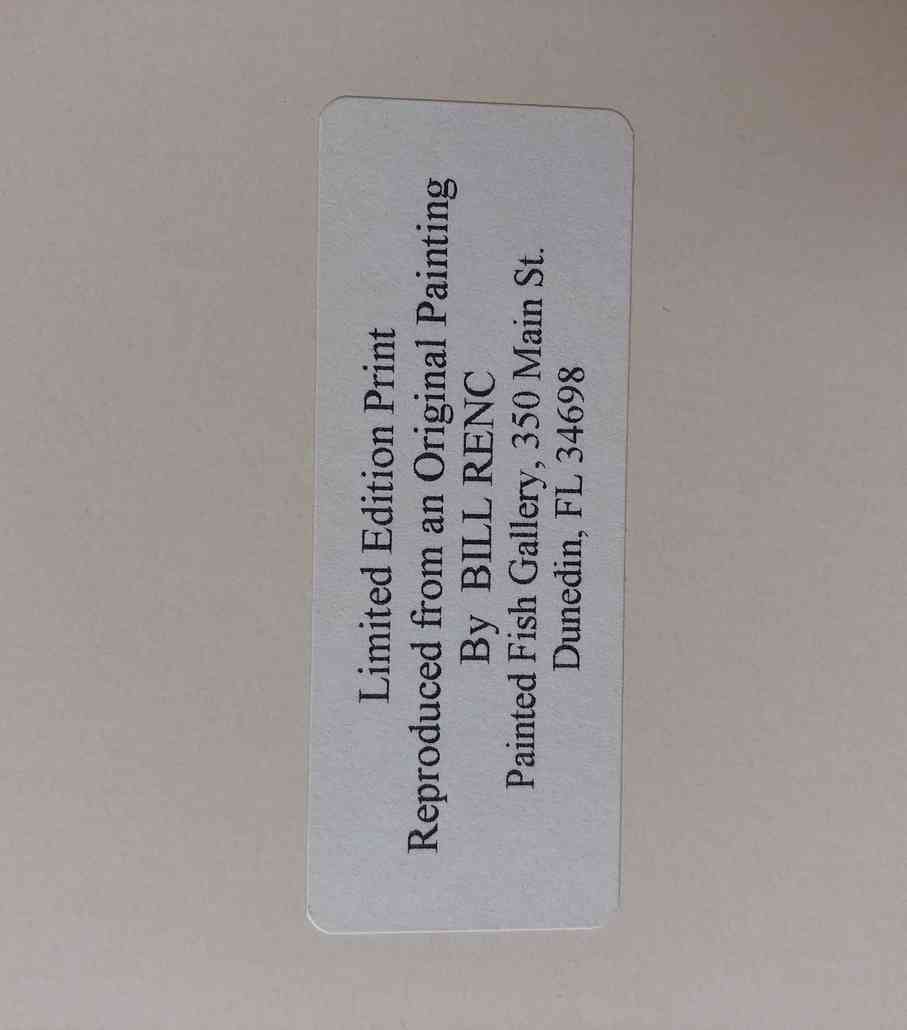 Limited Edition Print
Reproduced from an Original Painting
By BILL RENC
Painted Fish Gallery, 350 Main St.
Dunedin, FL 34698